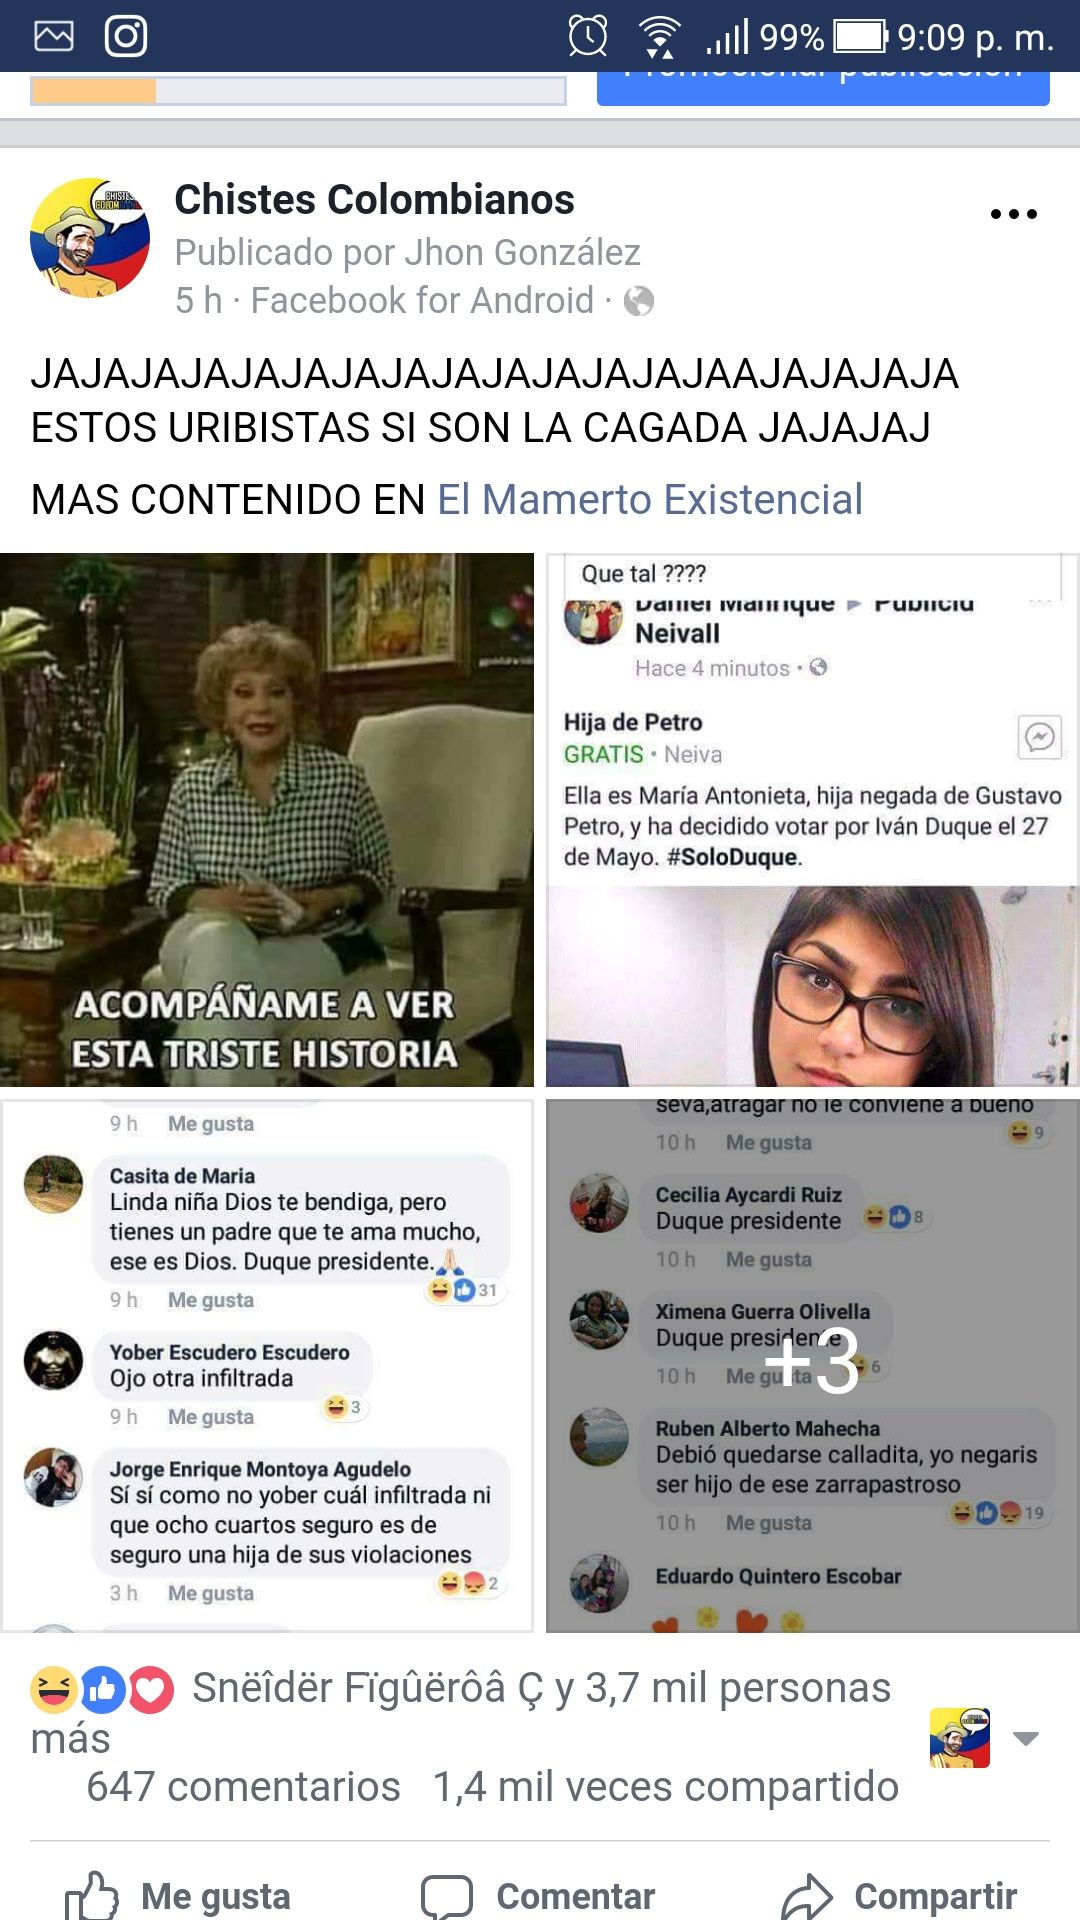 99% 9:09 p. m.
Promocionar publicación
Chistes Colombianos
Publicado por Jhon González
5 h · Facebook for Android ·
JAJAJAJAJAJAJAJAJAJAJAJAJAJAAJAJAJAJA
ESTOS URIBISTAS SI SON LA CAGADA JAJAJAJ
MAS CONTENIDO EN El Mamerto Existencial
ACOMPÁÑAME A VER
ESTA TRISTE HISTORIA
Que tal ????
Daniel Manrique ▶ Publicid
Neivall
Hace 4 minutos ·
Hija de Petro
GRATIS · Neiva
Ella es María Antonieta, hija negada de Gustavo
Petro, y ha decidido votar por Iván Duque el 27
de Mayo. #SoloDuque.
9 h Me gusta
Casita de Maria
Linda niña Dios te bendiga, pero
tienes un padre que te ama mucho,
ese es Dios. Duque presidente.🙏
31
9 h Me gusta
Yober Escudero Escudero
Ojo otra infiltrada
3
9 h Me gusta
Jorge Enrique Montoya Agudelo
Sí sí como no yober cuál infiltrada ni
que ocho cuartos seguro es de
seguro una hija de sus violaciones
2
3 h Me gusta
seva,atragar no le conviene a bueno
9
10 h Me gusta
Cecilia Aycardi Ruiz
Duque presidente
8
10 h Me gusta
Ximena Guerra Olivella
Duque presidente
6
10 h Me gusta
+3
Ruben Alberto Mahecha
Debió quedarse calladita, yo negaris
ser hijo de ese zarrapastroso
19
10 h Me gusta
Eduardo Quintero Escobar
Snëîdër Fïgûërôâ Ç y 3,7 mil personas
más
647 comentarios 1,4 mil veces compartido
Me gusta Comentar Compartir